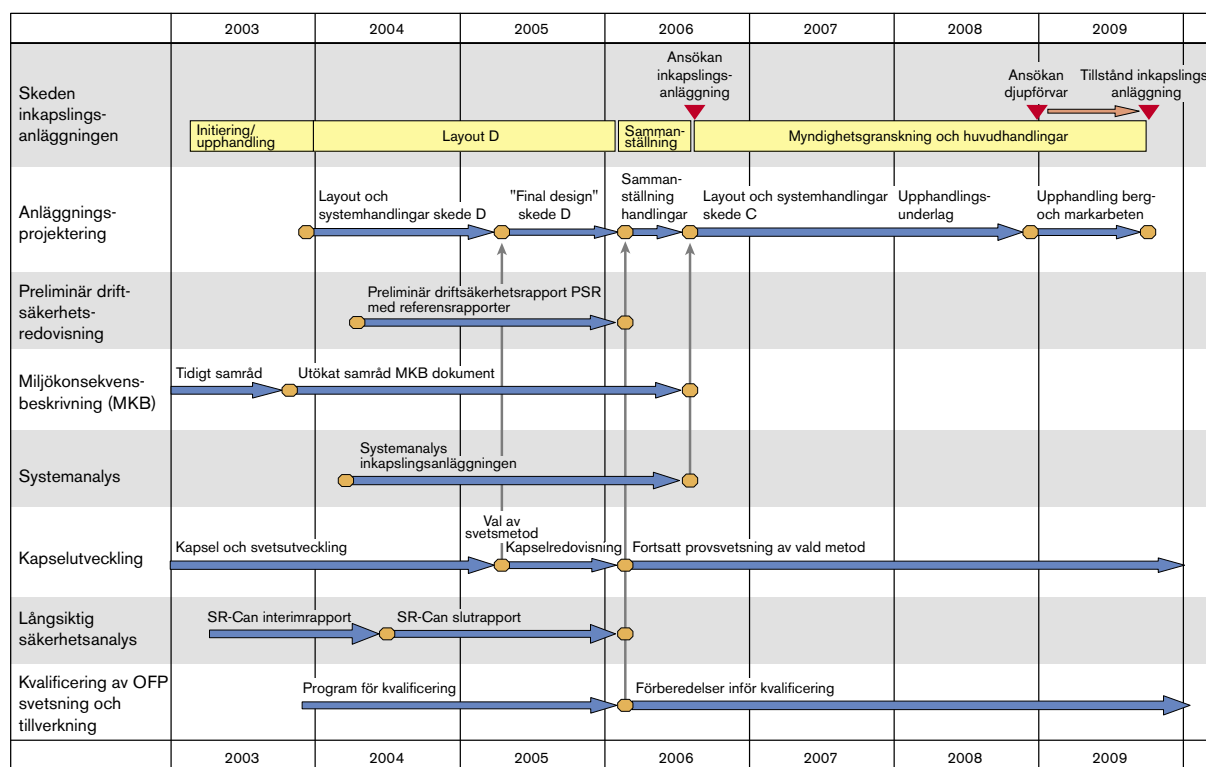 2003 2004 2005 2006 2007 2008 2009
Skeden
inkapslings-
anläggningen
Ansökan
inkapslings-
anläggning
Ansökan
djupförvar
Tillstånd inkapslings-
anläggning
Initiering/
upphandling
Layout D
Samman-
ställning
Myndighetsgranskning och huvudhandlingar
Anläggnings-
projektering
Layout och
systemhandlingar skede D
"Final design"
skede D
Samman-
ställning
handlingar
Layout och systemhandlingar
skede C
Upphandlings-
underlag
Upphandling berg-
och markarbeten
Preliminär drift-
säkerhets-
redovisning
Preliminär driftsäkerhetsrapport PSR
med referensrapporter
Miljökonsekvens-
beskrivning (MKB)
Tidigt samråd
Utökat samråd MKB dokument
Systemanalys
Systemanalys
inkapslingsanläggningen
Kapselutveckling
Kapsel och svetsutveckling
Val av
svetsmetod
Kapselredovisning
Fortsatt provsvetsning av vald metod
Långsiktig
säkerhetsanalys
SR-Can interimrapport
SR-Can slutrapport
Kvalificering av OFP
svetsning och
tillverkning
Program för kvalificering
Förberedelser inför kvalificering
2003 2004 2005 2006 2007 2008 2009